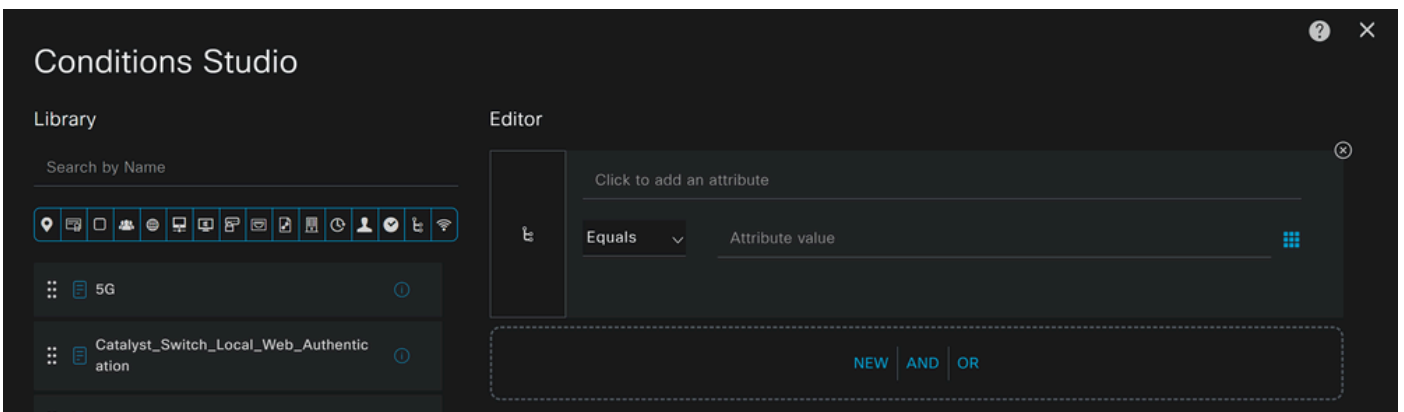 Conditions Studio
Library
Search by Name
5G
Catalyst_Switch_Local_Web_Authentic
ation
Editor
Click to add an attribute
Equals
Attribute value
NEW AND OR